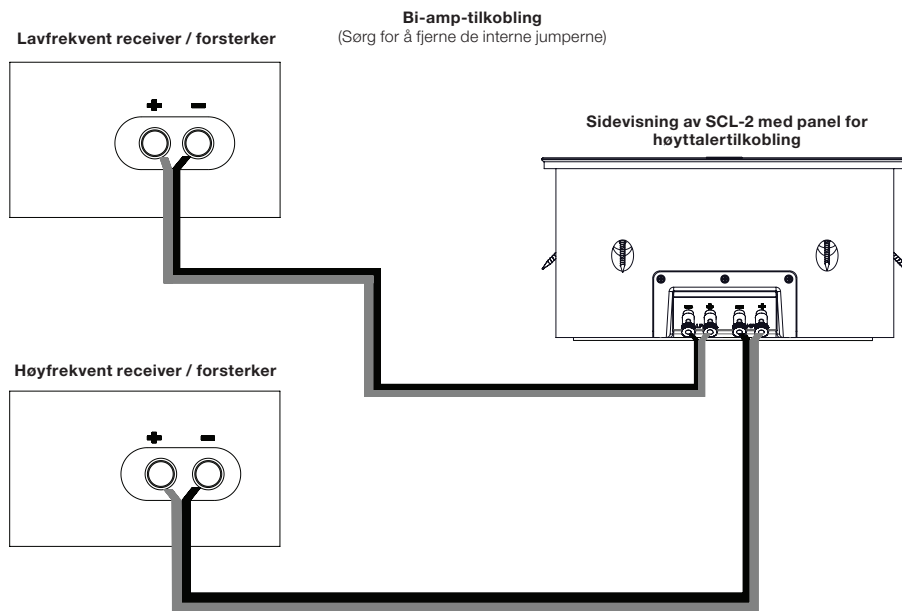 Bi-amp-tilkobling
(Sørg for å fjerne de interne jumperne)
Lavfrekvent receiver / forsterker
+ −
Sidevisning av SCL-2 med panel for
høyttalertilkobling
− + − +
Høyfrekvent receiver / forsterker
+ −